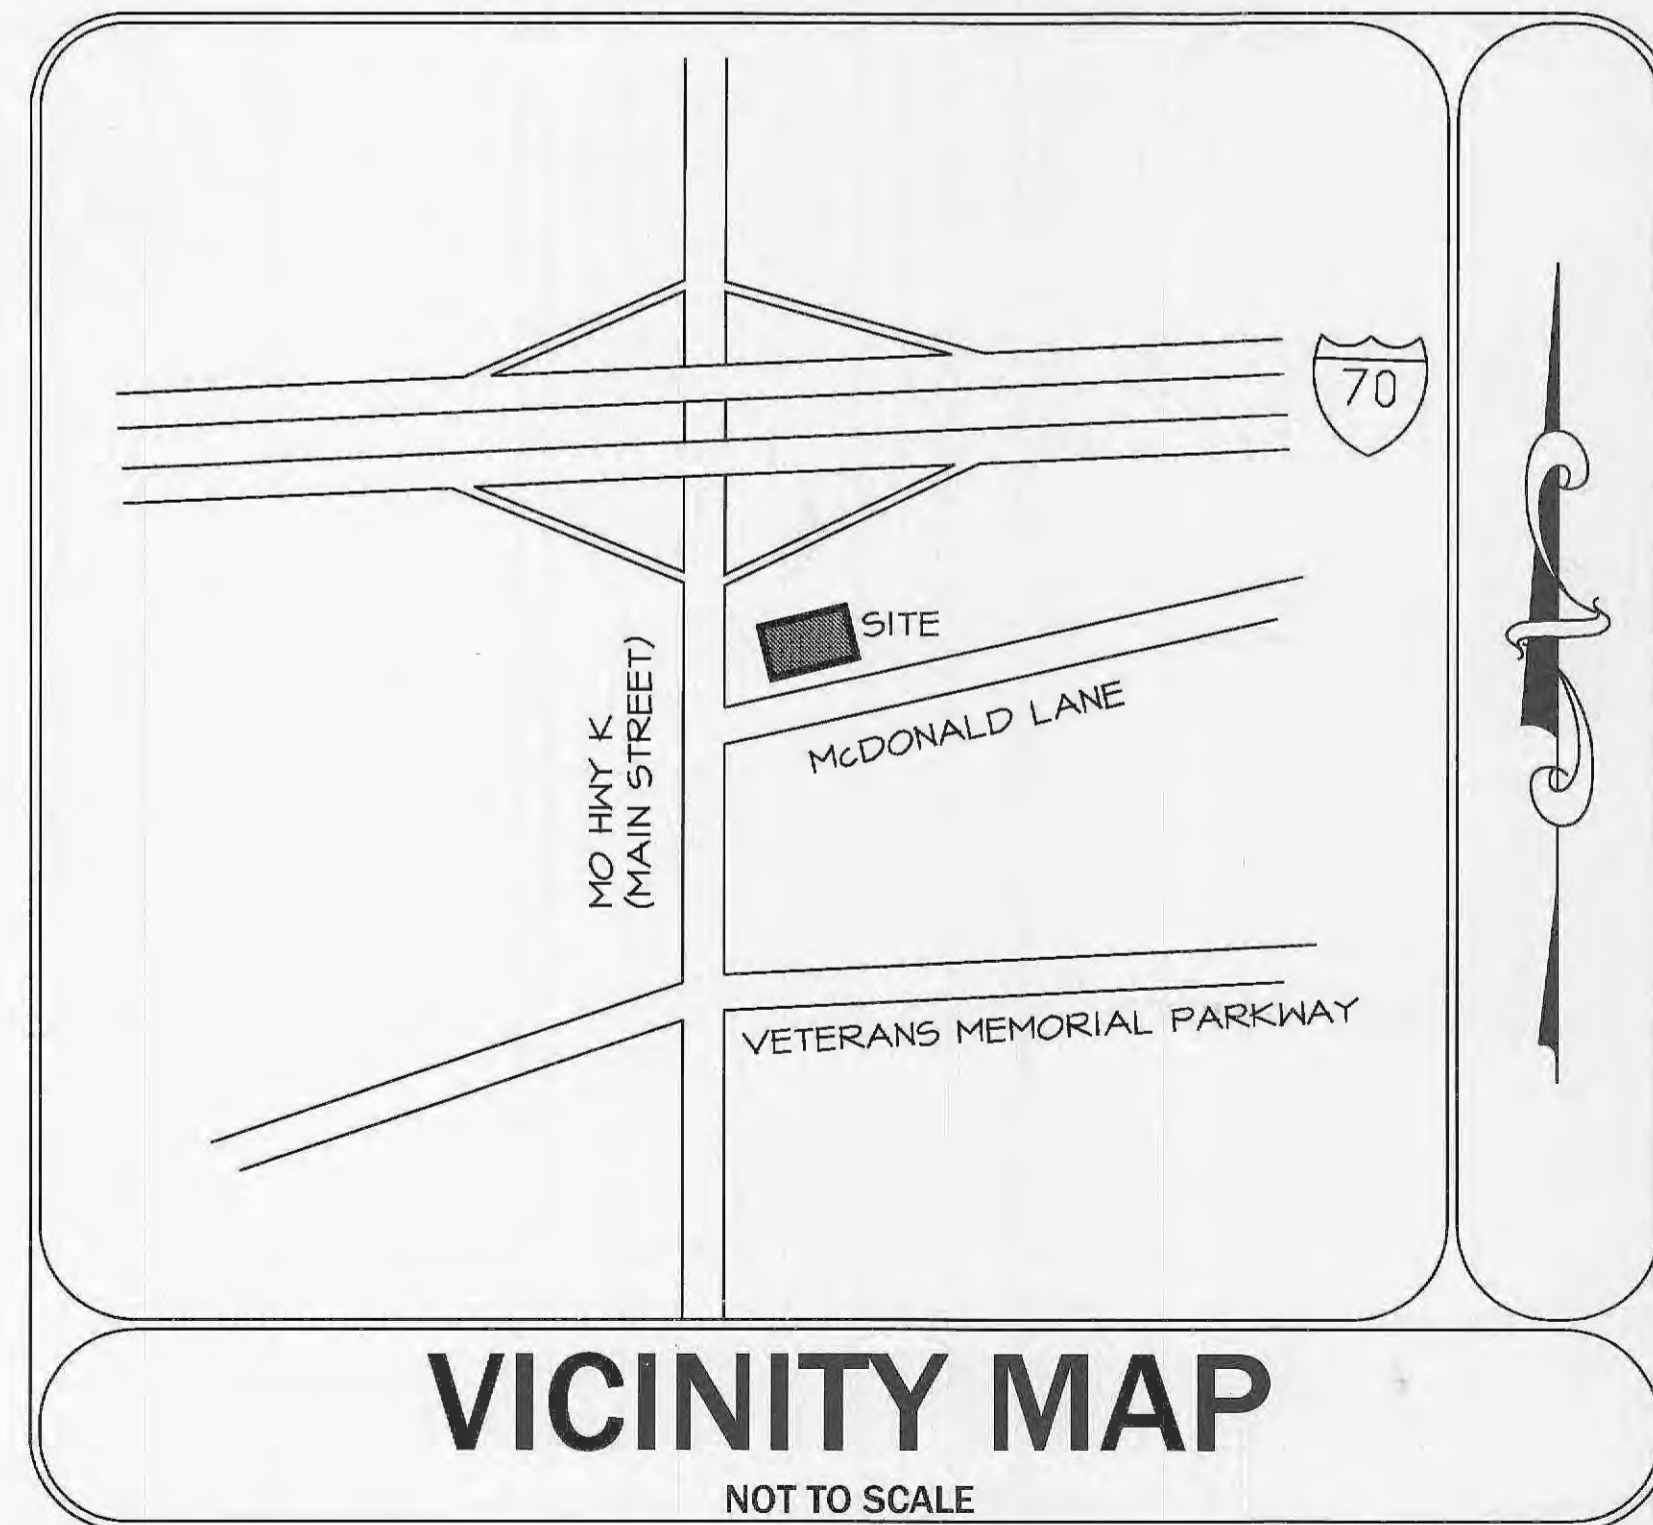 70
SITE
McDONALD LANE
MO HWY K
(MAIN STREET)
VETERANS MEMORIAL PARKWAY
VICINITY MAP
NOT TO SCALE